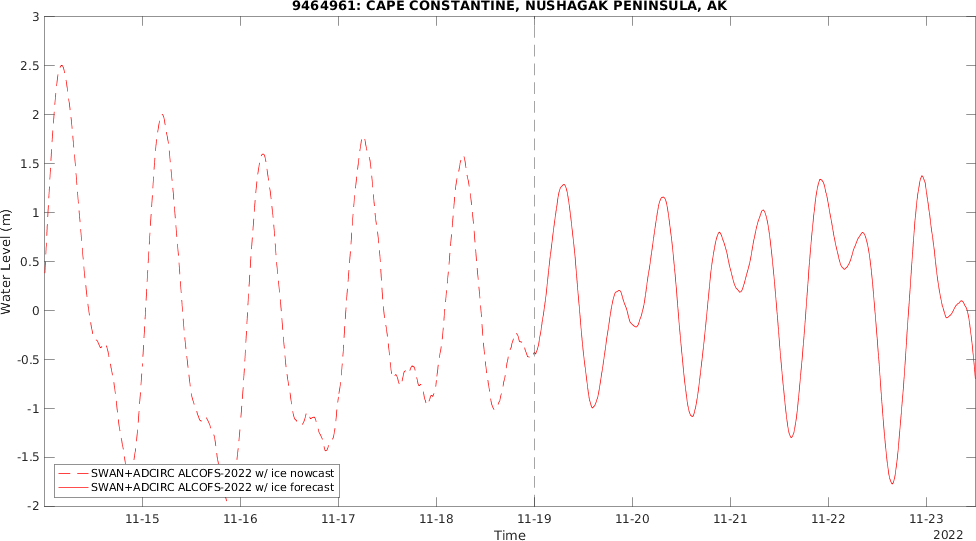 9464961: CAPE CONSTANTINE, NUSHAGAK PENINSULA, AK
3
2.5
2
1.5
1
0.5
0
-0.5
-1
-1.5
-2
Water Level (m)
SWAN+ADCIRC ALCOFS-2022 w/ ice nowcast
SWAN+ADCIRC ALCOFS-2022 w/ ice forecast
11-15 11-16 11-17 11-18 11-19 11-20 11-21 11-22 11-23
Time
2022